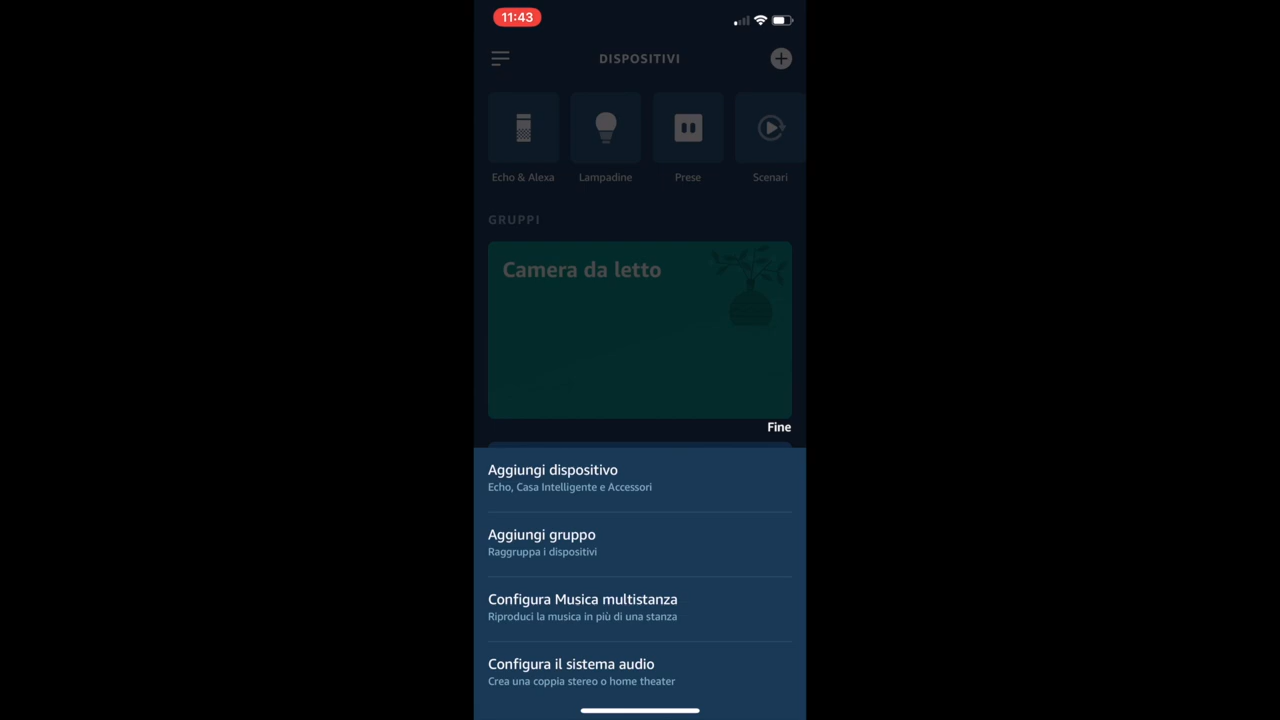 11:43
DISPOSITIVI
Echo & Alexa
Lampadine
Prese
Scenari
GRUPPI
Camera da letto
Fine
Aggiungi dispositivo
Echo, Casa Intelligente e Accessori
Aggiungi gruppo
Raggruppa i dispositivi
Configura Musica multistanza
Riproduci la musica in più di una stanza
Configura il sistema audio
Crea una coppia stereo o home theater